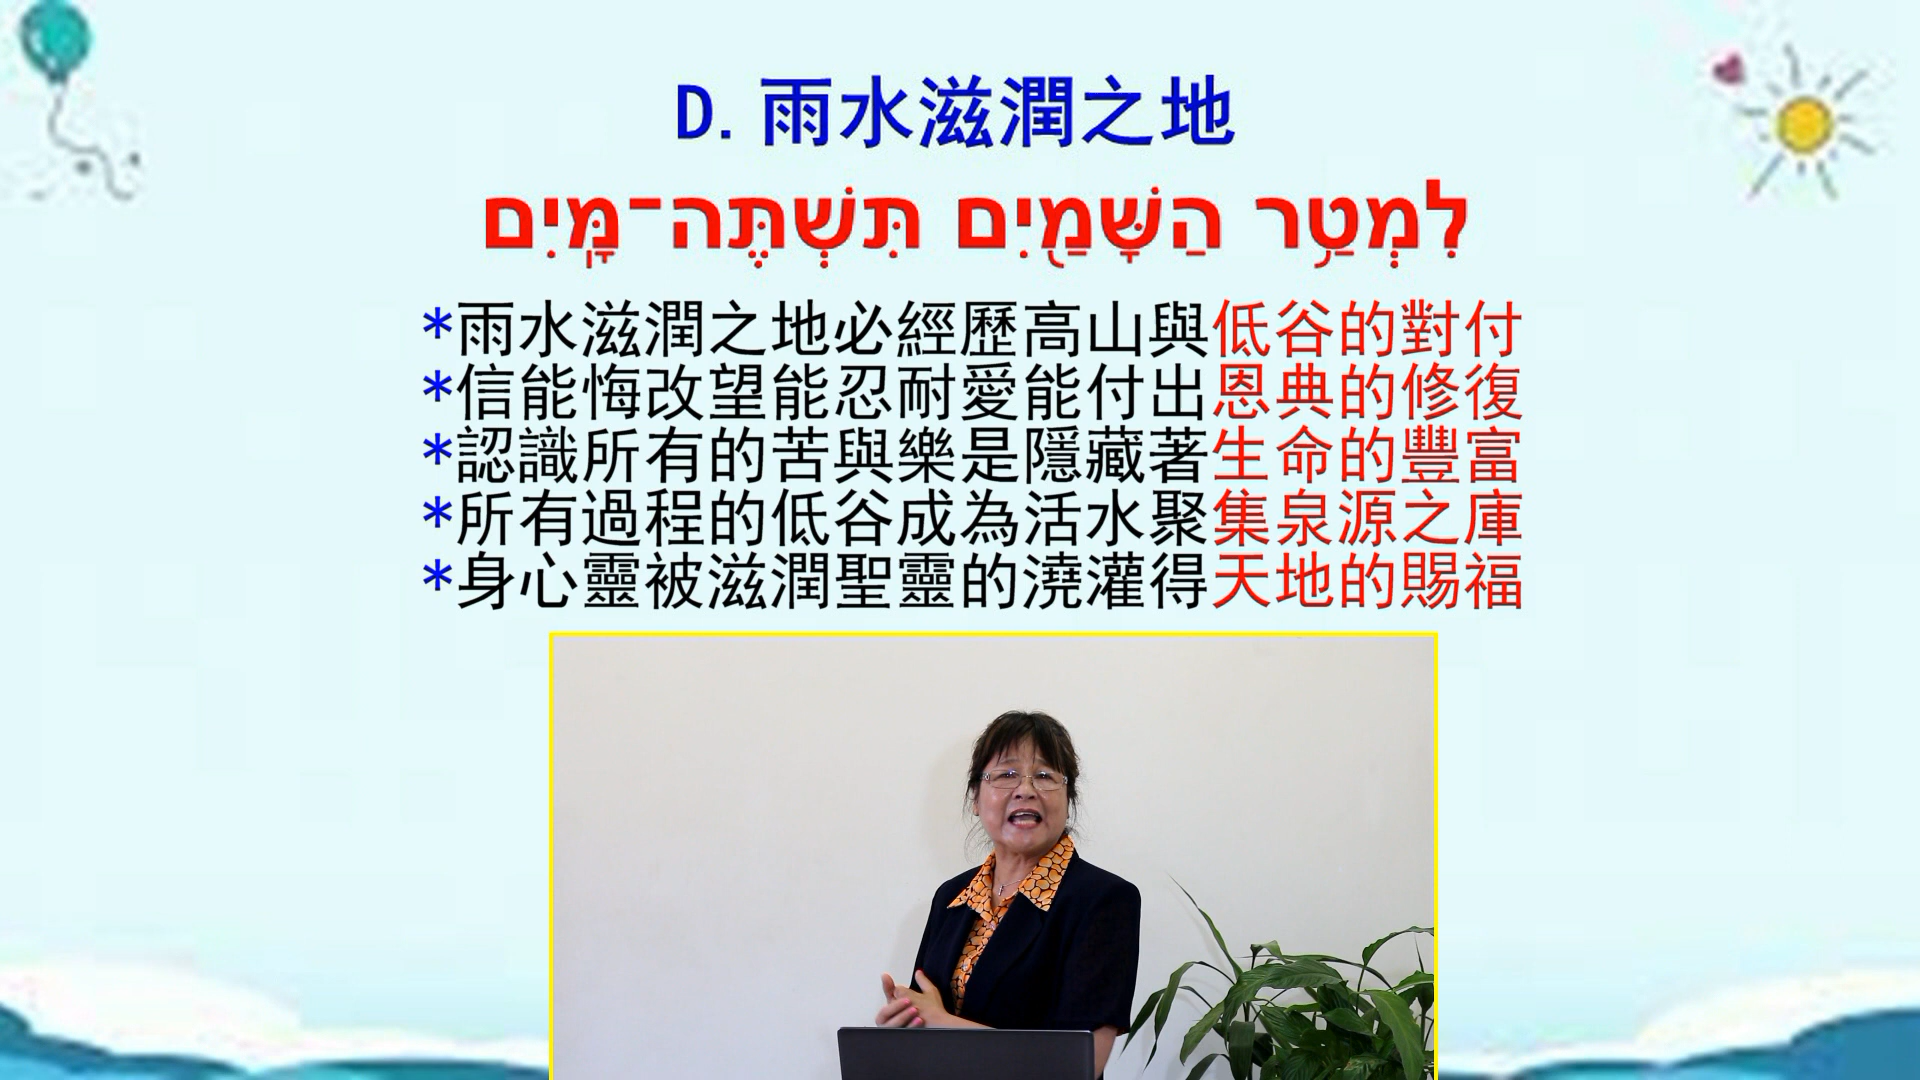 D.雨水滋潤之地
לִמְטַ֥ר הַשָּׁמַ֖יִם תִּשְׁתֶּה־מָּֽיִם
*雨水滋潤之地必經歷高山與低谷的對付
*信能悔改望能忍耐愛能付出恩典的修復
*認識所有的苦與樂是隱藏著生命的豐富
*所有過程的低谷成為活水聚集泉源之庫
*身心靈被滋潤聖靈的澆灌得天地的賜福